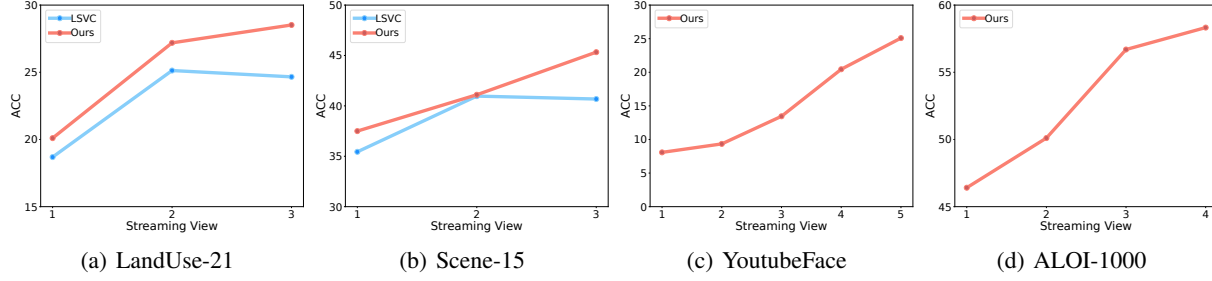 30
25
20
15
ACC
LSVC
Ours
1 2 3
Streaming View
(a) LandUse-21
50
45
40
35
30
ACC
LSVC
Ours
1 2 3
Streaming View
(b) Scene-15
30
25
20
15
10
5
0
ACC
Ours
1 2 3 4 5
Streaming View
(c) YoutubeFace
60
55
50
45
ACC
Ours
1 2 3 4
Streaming View
(d) ALOI-1000